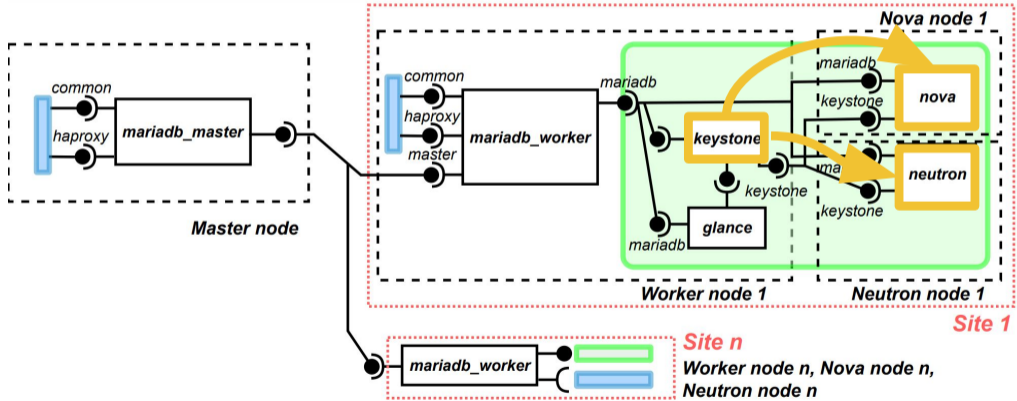 Nova node 1
common
haproxy
mariadb_master
Master node
common
haproxy
master
mariadb_worker
mariadb
keystone
mariadb
keystone
nova
ma
keystone
neutron
keystone
glance
mariadb
Worker node 1
Neutron node 1
Site 1
Site n
mariadb_worker
Worker node n, Nova node n,
Neutron node n